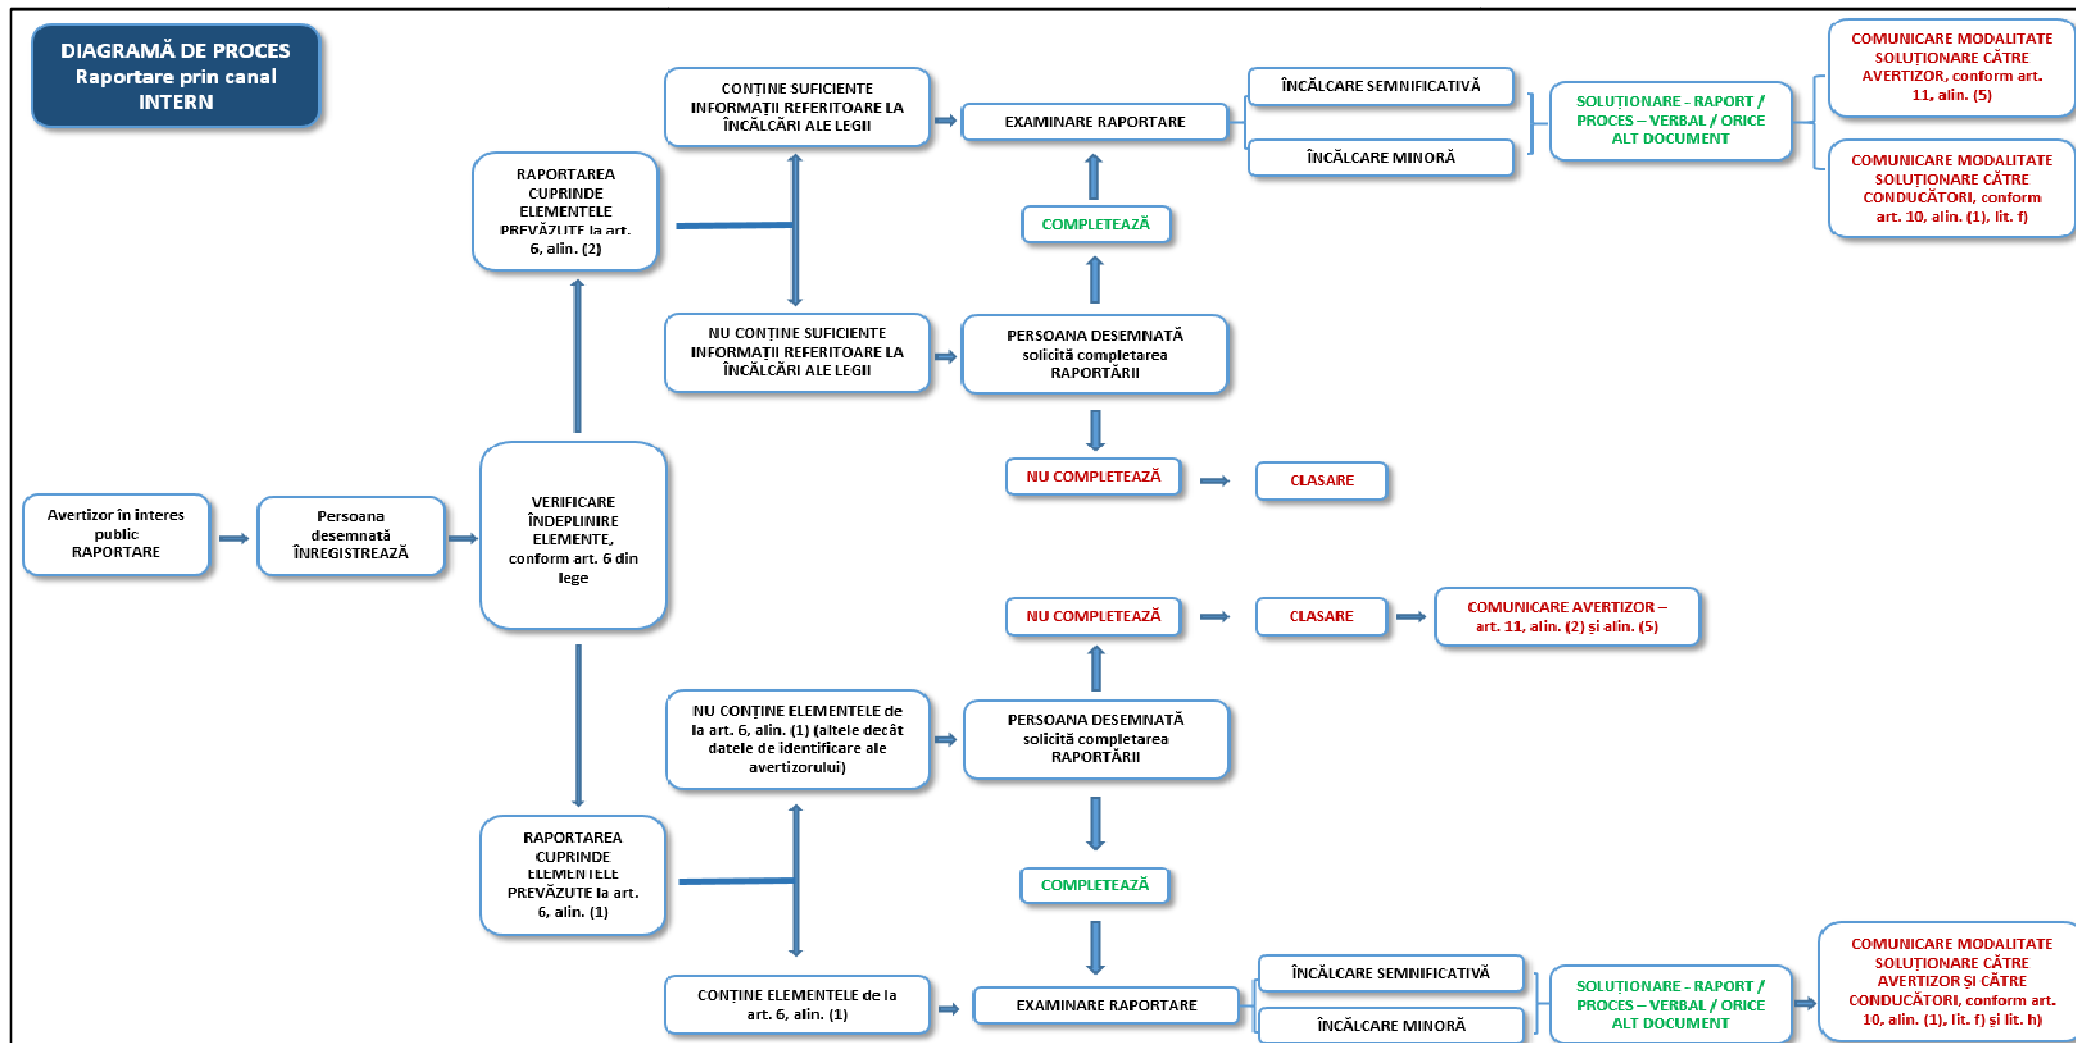 DIAGRAMĂ DE PROCES
Raportare prin canal
INTERN
CONȚINE SUFICIENTE
INFORMAȚII REFERITOARE LA
ÎNCĂLCĂRI ALE LEGII
EXAMINARE RAPORTARE
ÎNCĂLCARE SEMNIFICATIVĂ
ÎNCĂLCARE MINORĂ
SOLUȚIONARE - RAPORT /
PROCES – VERBAL / ORICE
ALT DOCUMENT
COMUNICARE MODALITATE
SOLUȚIONARE CĂTRE
AVERTIZOR, conform art.
11, alin. (5)
COMUNICARE MODALITATE
SOLUȚIONARE CĂTRE
CONDUCĂTORI, conform
art. 10, alin. (1), lit. f)
RAPORTAREA
CUPRINDE
ELEMENTELE
PREVĂZUTE la art.
6, alin. (2)
COMPLETEAZĂ
NU CONȚINE SUFICIENTE
INFORMAȚII REFERITOARE LA
ÎNCĂLCĂRI ALE LEGII
PERSOANA DESEMNATĂ
solicită completarea
RAPORTĂRII
NU COMPLETEAZĂ
CLASARE
Avertizor în interes
public
RAPORTARE
Persoana
desemnată
ÎNREGISTREAZĂ
VERIFICARE
ÎNDEPLINIRE
ELEMENTE,
conform art. 6 din
lege
NU COMPLETEAZĂ
CLASARE
COMUNICARE AVERTIZOR –
art. 11, alin. (2) și alin. (5)
NU CONȚINE ELEMENTELE de
la art. 6, alin. (1) (altele decât
datele de identificare ale
avertizorului)
PERSOANA DESEMNATĂ
solicită completarea
RAPORTĂRII
RAPORTAREA
CUPRINDE
ELEMENTELE
PREVĂZUTE la art.
6, alin. (1)
COMPLETEAZĂ
CONȚINE ELEMENTELE de la
art. 6, alin. (1)
EXAMINARE RAPORTARE
ÎNCĂLCARE SEMNIFICATIVĂ
ÎNCĂLCARE MINORĂ
SOLUȚIONARE - RAPORT /
PROCES – VERBAL / ORICE
ALT DOCUMENT
COMUNICARE MODALITATE
SOLUȚIONARE CĂTRE
AVERTIZOR ȘI CĂTRE
CONDUCĂTORI, conform art.
10, alin. (1), lit. f) și lit. h)